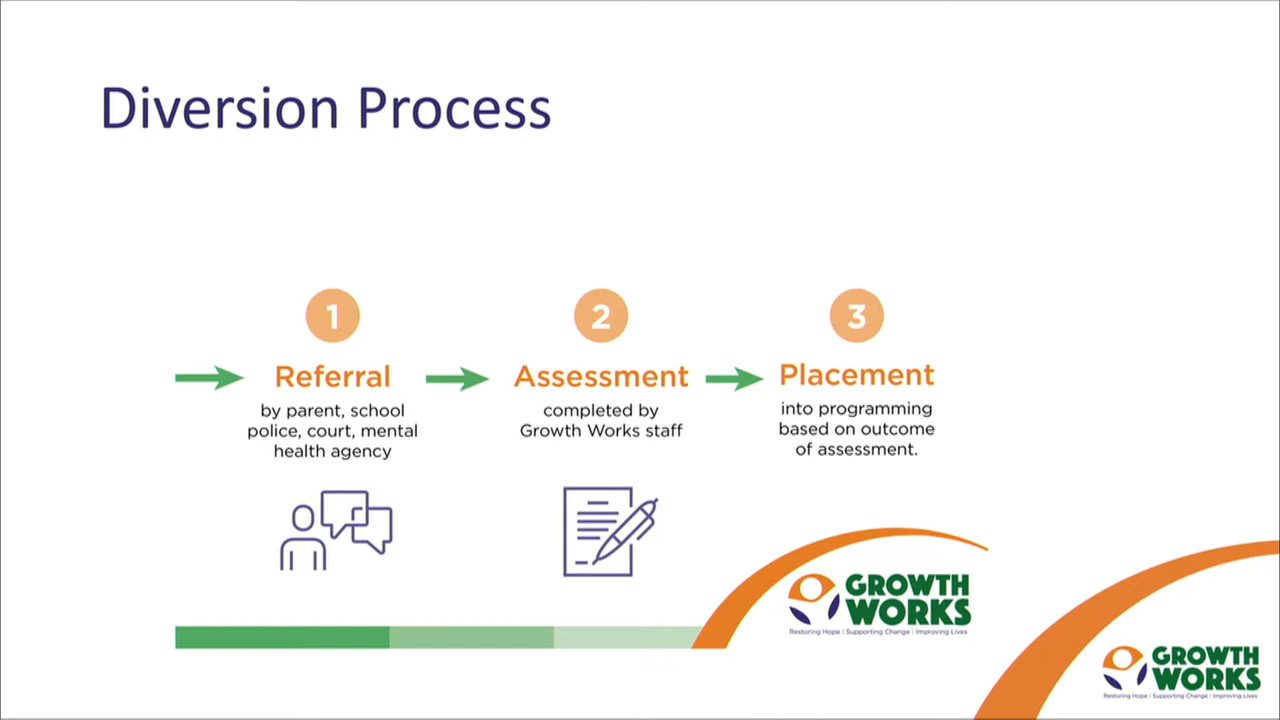 Diversion Process
1
Referral
by parent, school
police, court, mental
health agency
2
Assessment
completed by
Growth Works staff
3
Placement
into programming
based on outcome
of assessment.
GROWTH
WORKS
Restoring Hope | Supporting Change | Improving Lives
GROWTH
WORKS
Restoring Hope | Supporting Change | Improving Lives